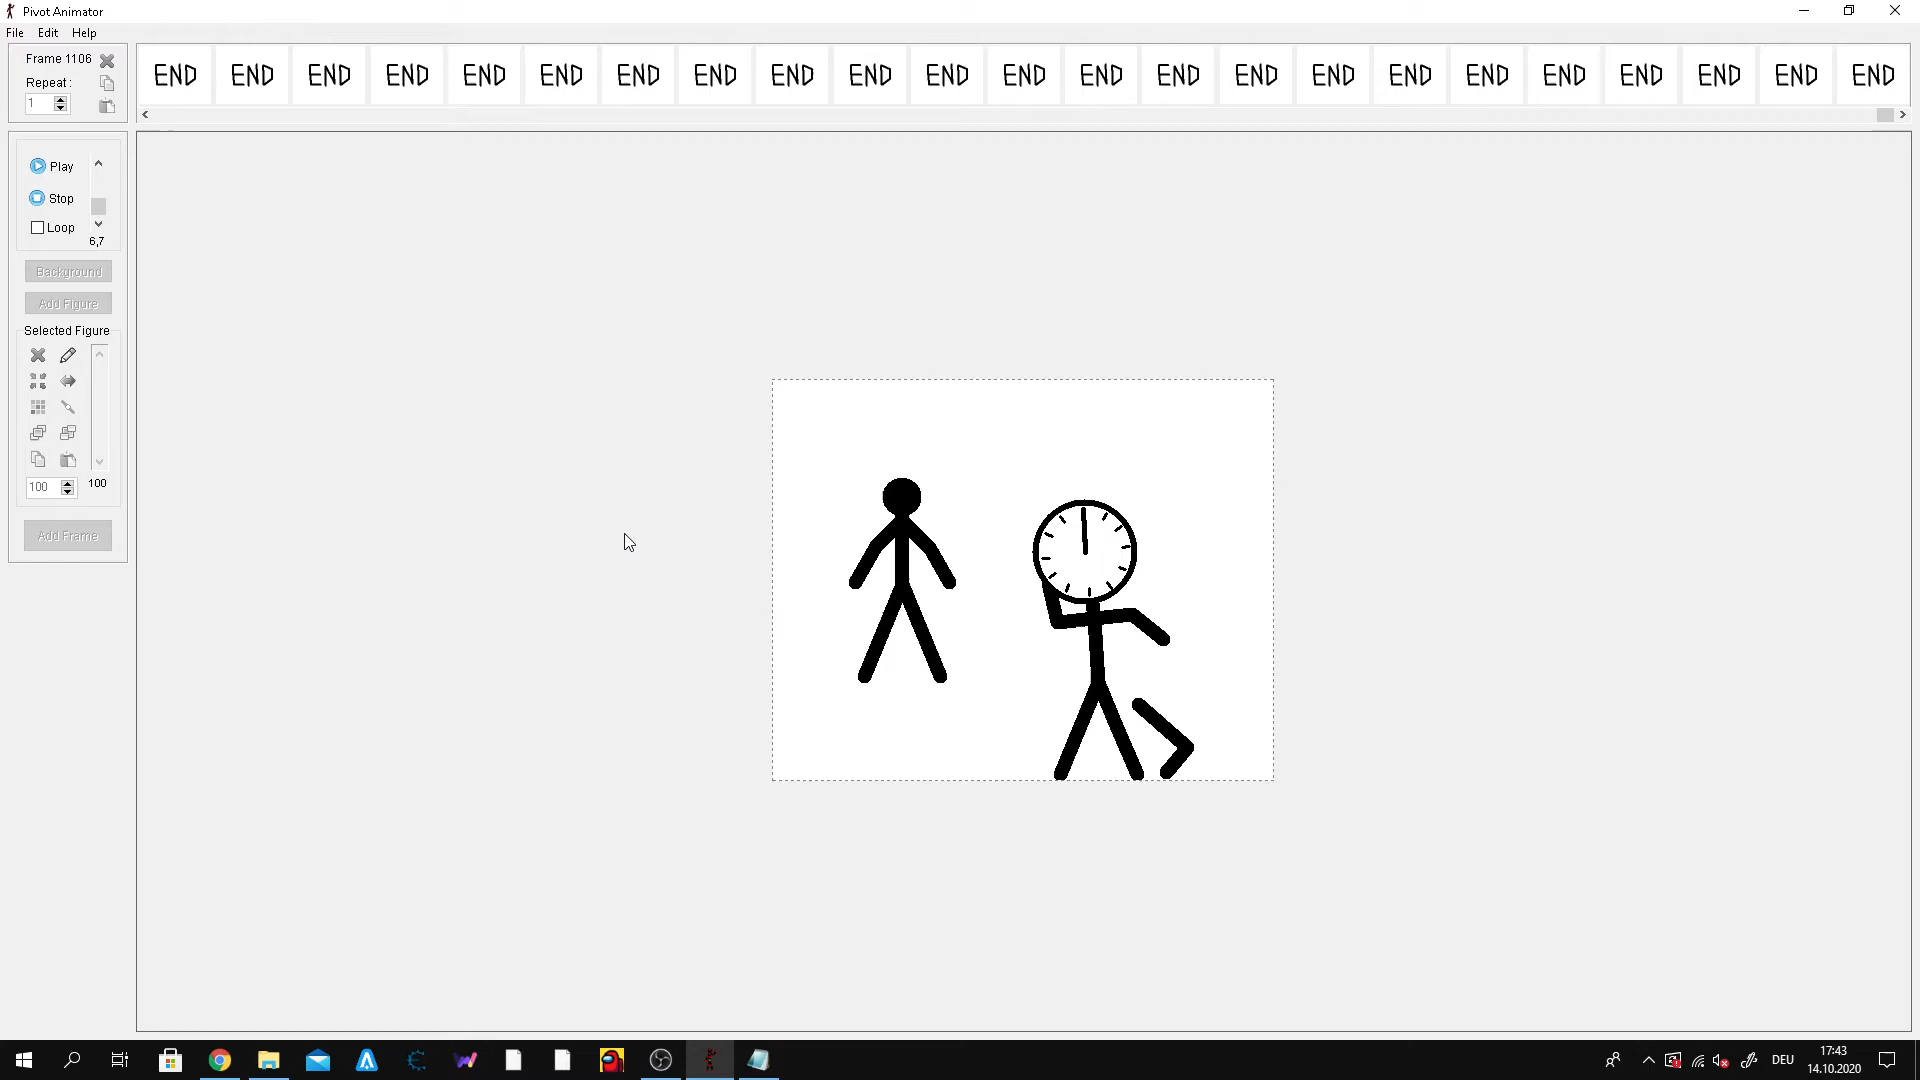 Pivot Animator
File Edit Help
Frame 1106
Repeat :
1
END END END END END END END END END END END END END END END END END END END END END END END
Play
Stop
Loop
6,7
Background
Add Figure
Selected Figure
100 100
Add Frame
DEU
17:43
14.10.2020